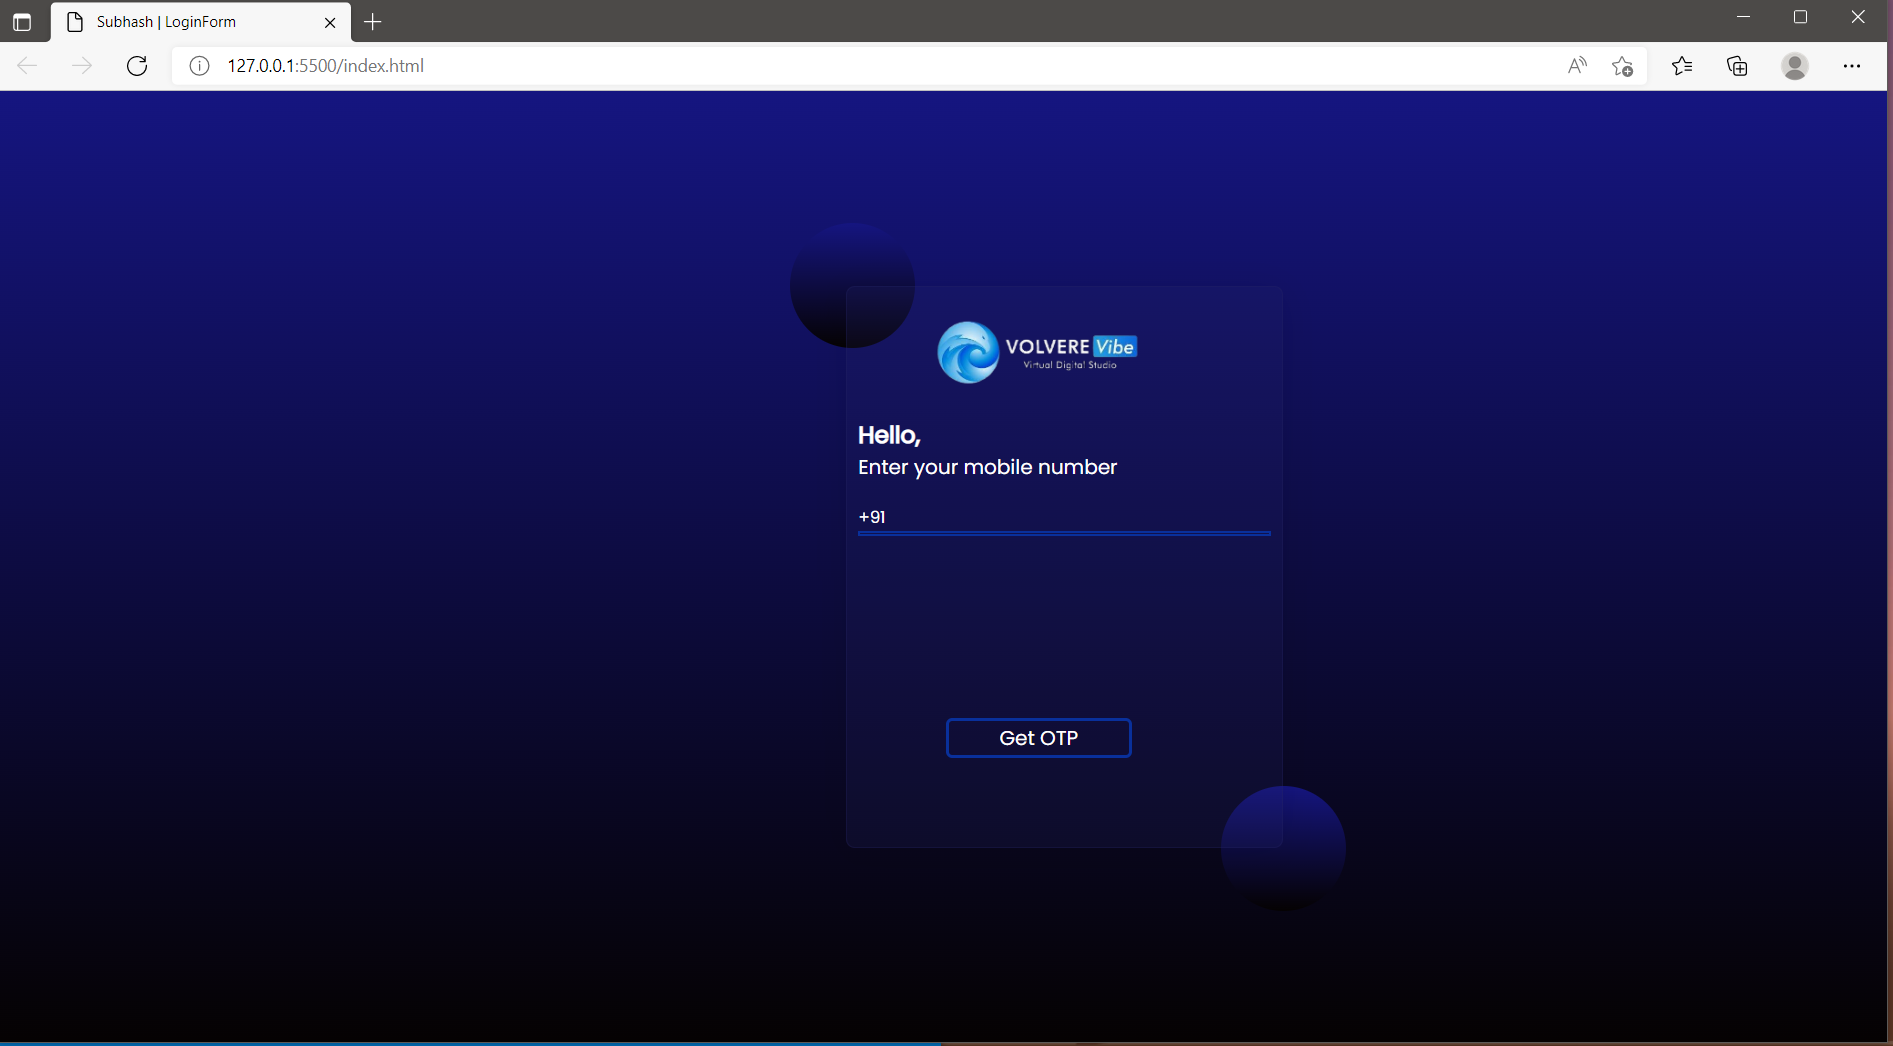 Subhash | LoginForm
127.0.0.1:5500/index.html
VOLVERE Vibe
Virtual Digital Studio
Hello,
Enter your mobile number
+91
Get OTP